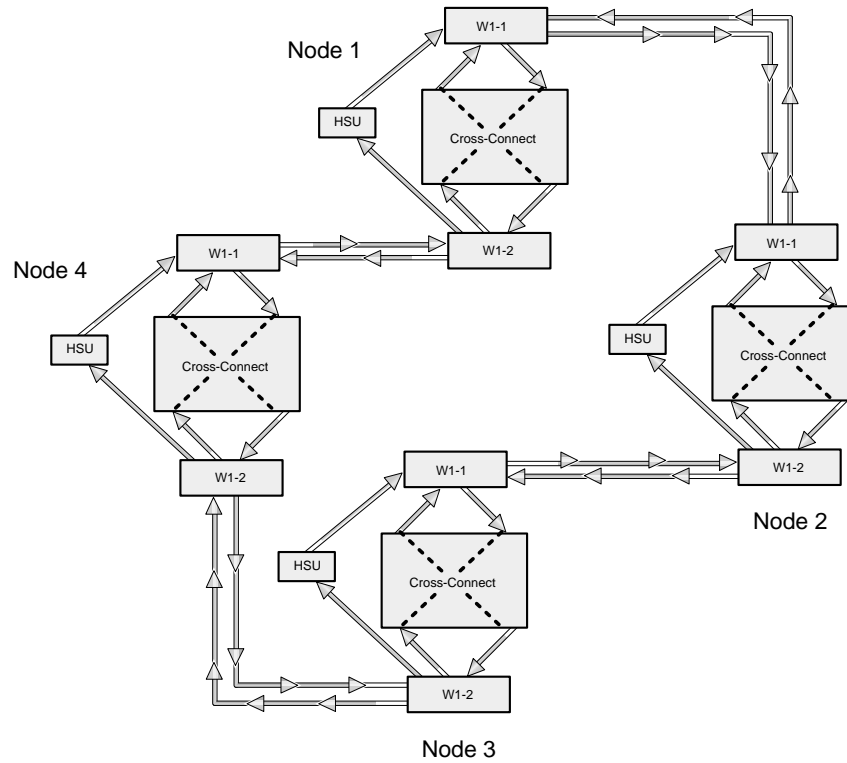 W1-1
Node 1
HSU
Cross-Connect
W1-2
Node 4
W1-1
HSU
Cross-Connect
W1-2
W1-1
HSU
Cross-Connect
W1-2
Node 2
W1-1
HSU
Cross-Connect
W1-2
Node 3